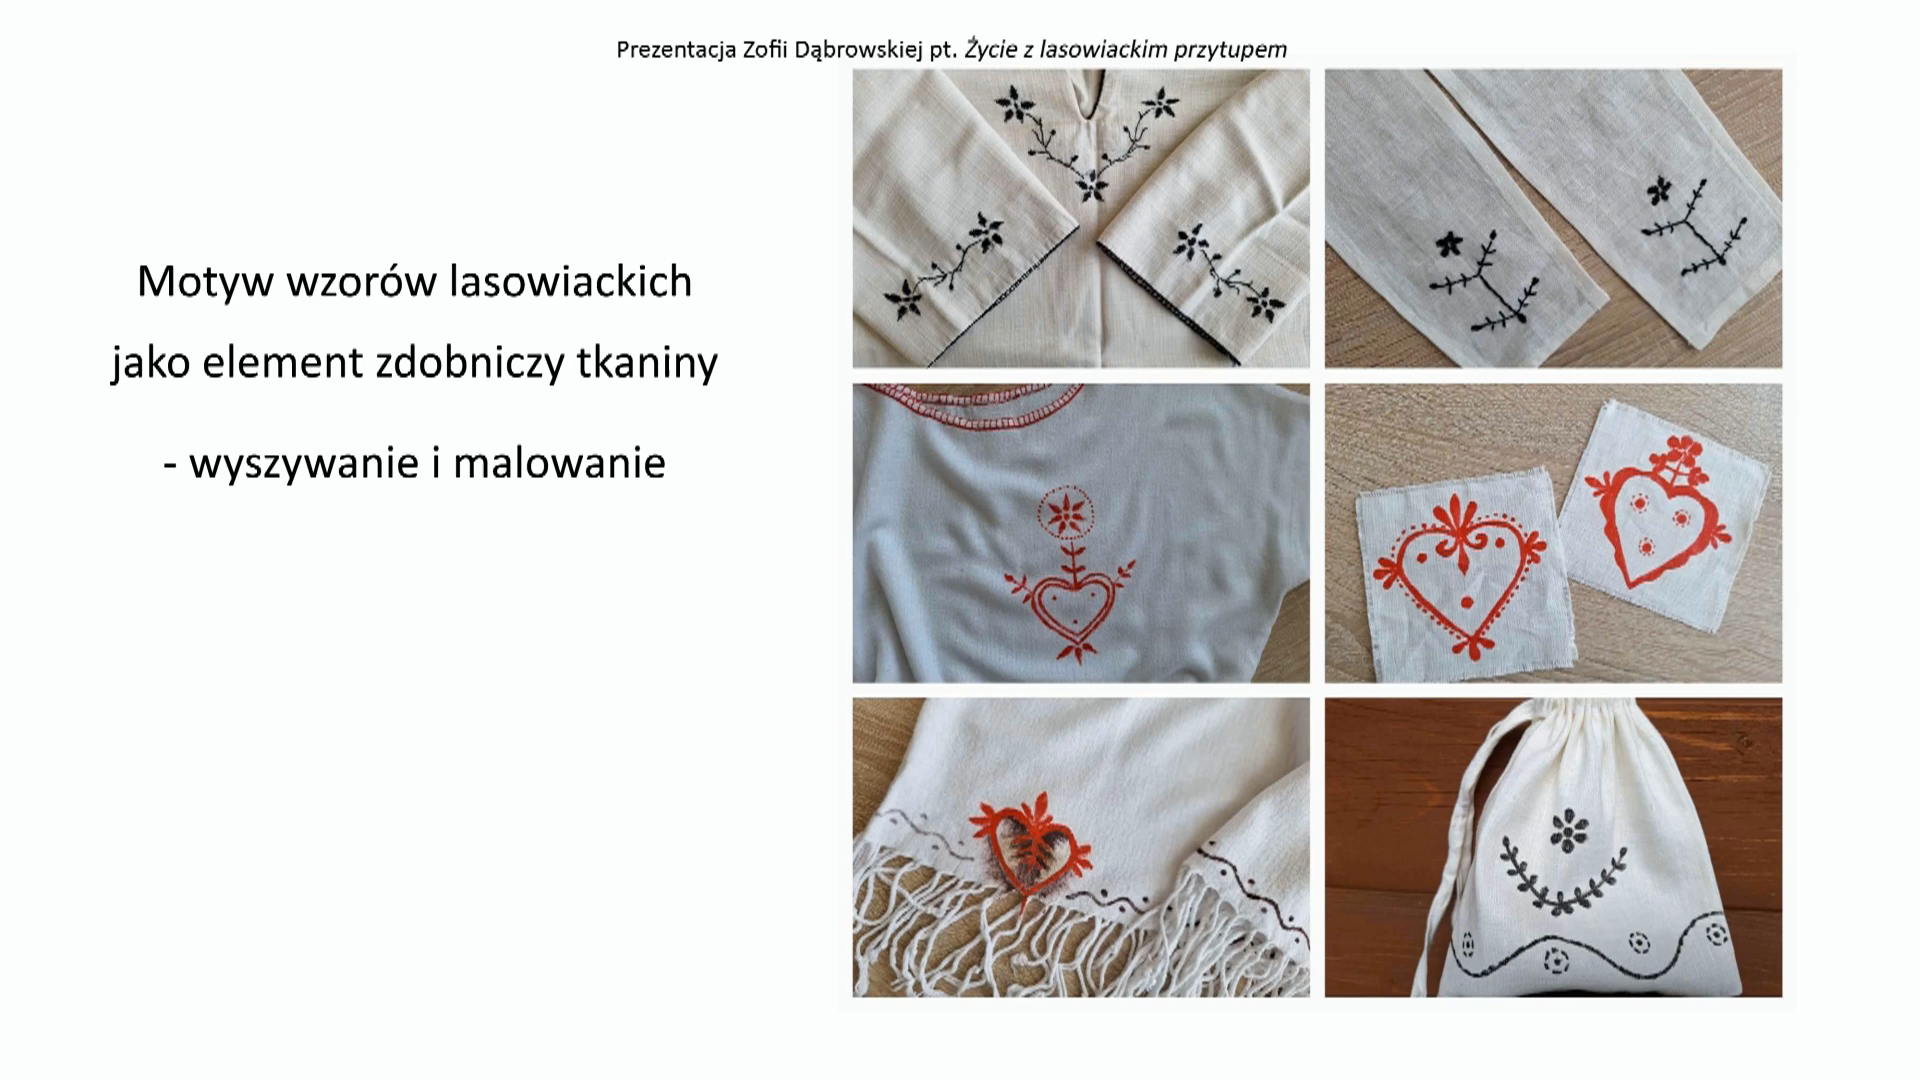 Prezentacja Zofii Dąbrowskiej pt. Życie z lasowiackim przytupem
Motyw wzorów lasowiackich
jako element zdobniczy tkaniny
- wyszywanie i malowanie